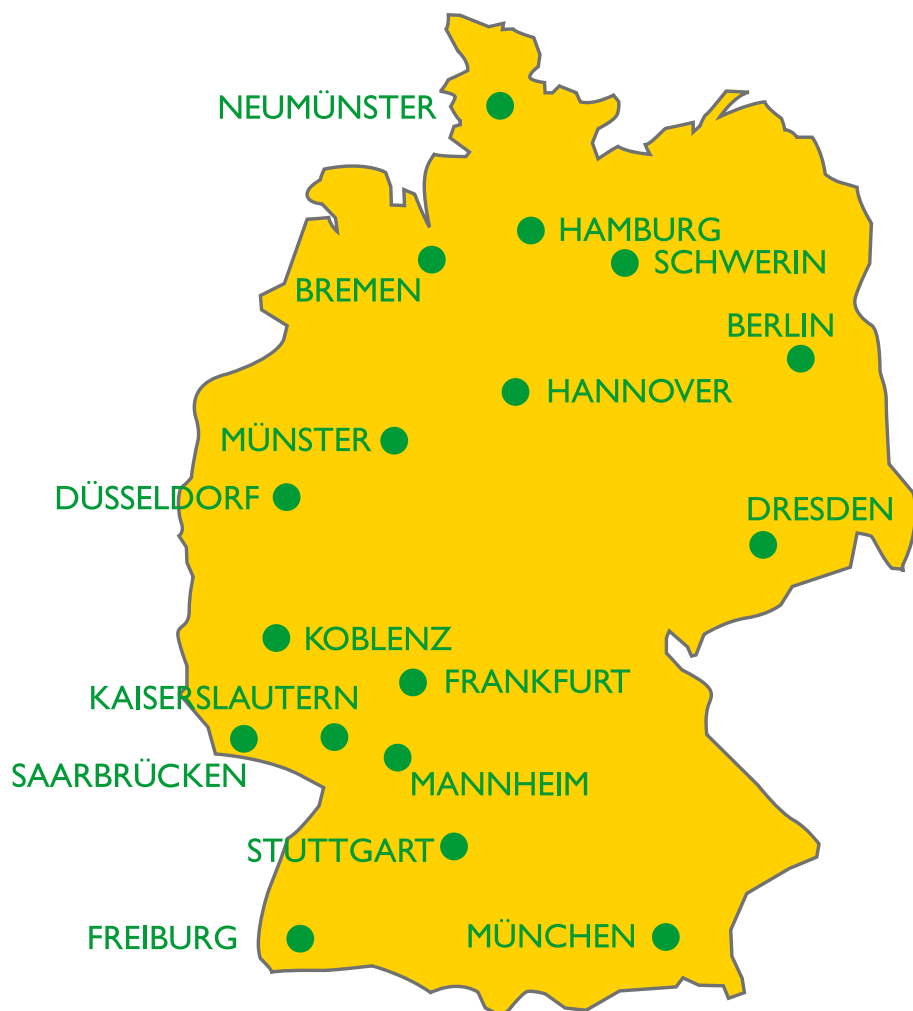 NEUMÜNSTER
HAMBURG
SCHWERIN
BREMEN
BERLIN
HANNOVER
MÜNSTER
DÜSSELDORF
DRESDEN
KOBLENZ
FRANKFURT
KAISERSLAUTERN
SAARBRÜCKEN
MANNHEIM
STUTTGART
FREIBURG
MÜNCHEN